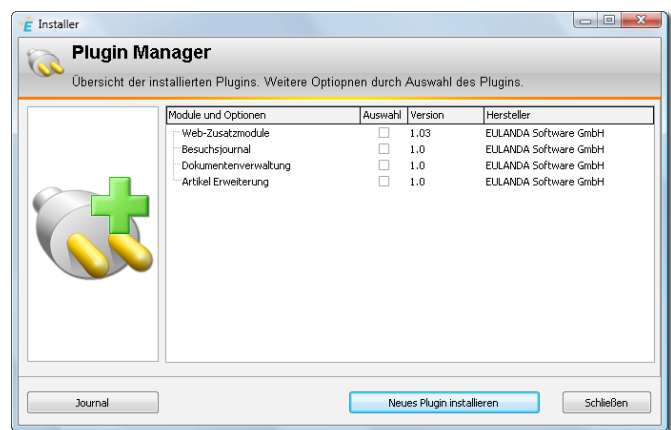 Installer
Plugin Manager
Übersicht der installierten Plugins. Weitere Optiopnen durch Auswahl des Plugins.
Module und Optionen Auswahl Version Hersteller
Web-Zusatzmodule 1.03 EULANDA Software GmbH
Besuchsjournal 1.0 EULANDA Software GmbH
Dokumentenverwaltung 1.0 EULANDA Software GmbH
Artikel Erweiterung 1.0 EULANDA Software GmbH
Journal Neues Plugin installieren Schließen